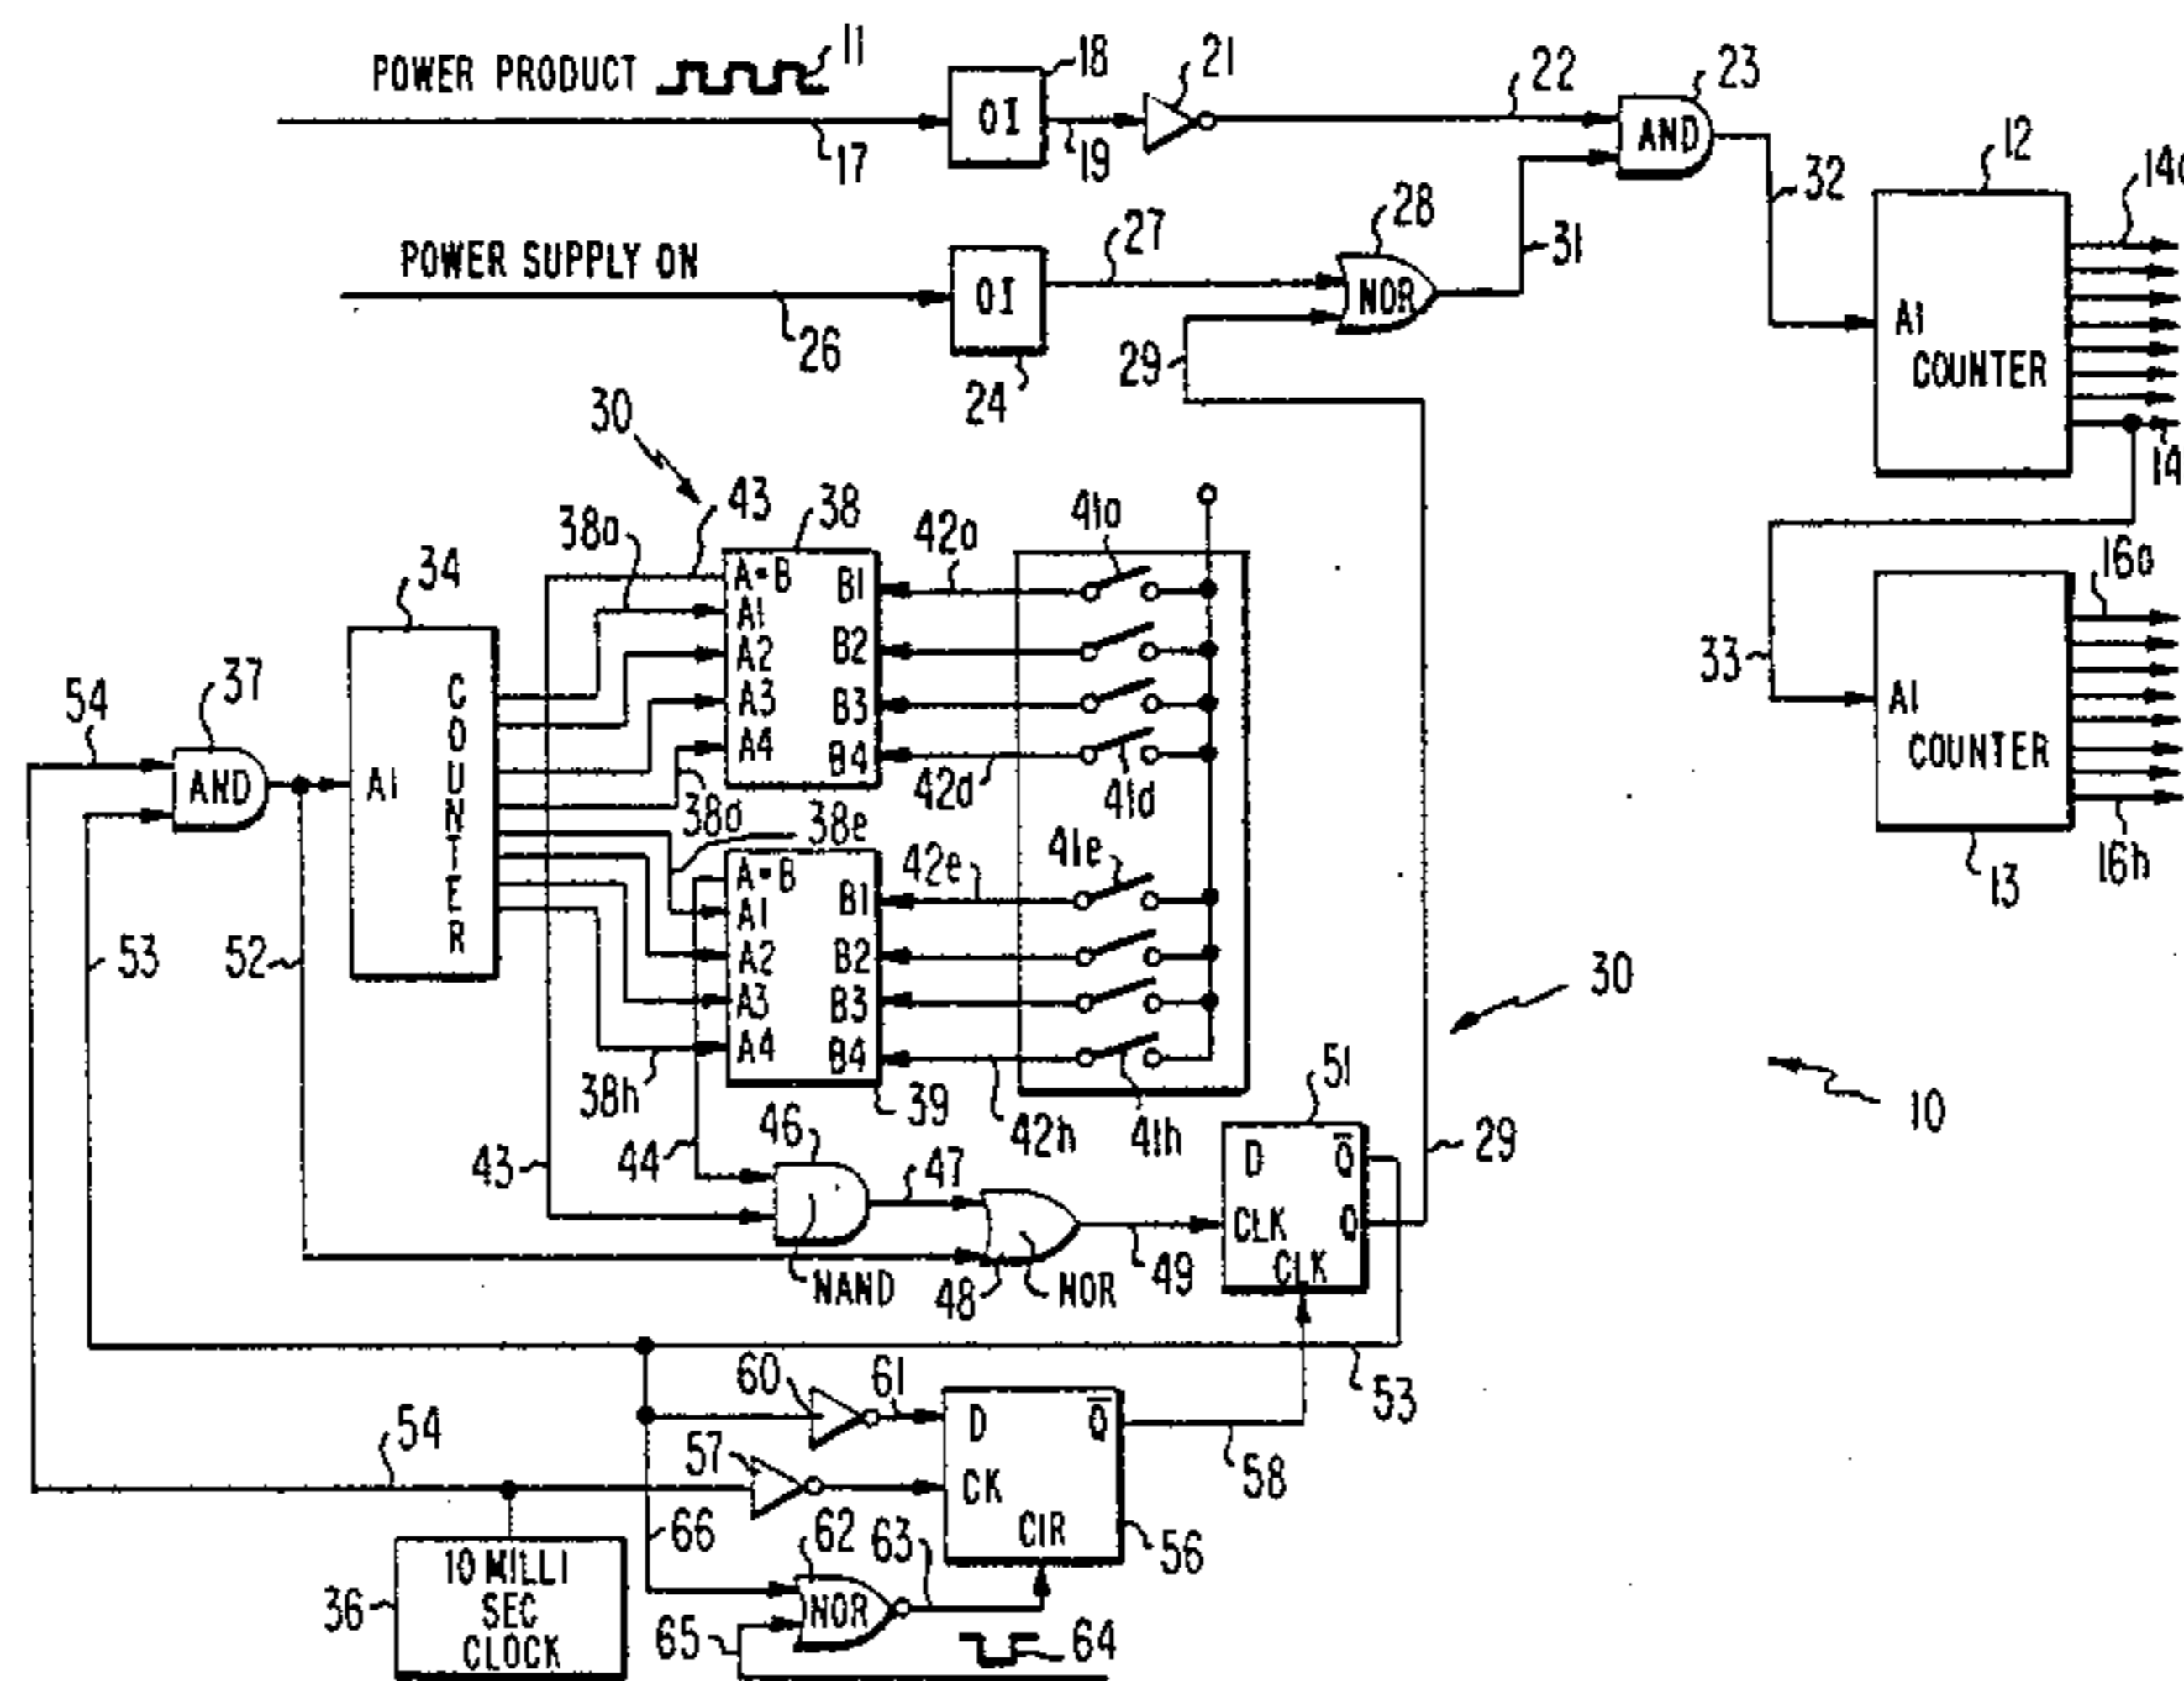 POWER PRODUCT 11
18
21
22
23
OI
AND
17
19
12
14
32
POWER SUPPLY ON
27
28
31
OI
NOR
A1
26
24
29
COUNTER
30
43
38
41a
42a
38a
14
34
A=B
A1
A2
A3
A4
B1
B2
B3
B4
16a
33
A1
COUNTER
54
37
AND
A1
COUNTER
42d
41d
38d
38e
41e
42e
16h
13
A=B
A1
A2
A3
A4
B1
B2
B3
B4
53
52
30
38h
39
42h
41h
51
10
46
43
44
47
D
Q̅
29
CLK
Q
CLK
NAND
48
NOR
49
60
61
53
54
57
D
Q̅
CK
58
CIR
66
62
63
56
36
10 MILLI
SEC
CLOCK
NOR
65
64